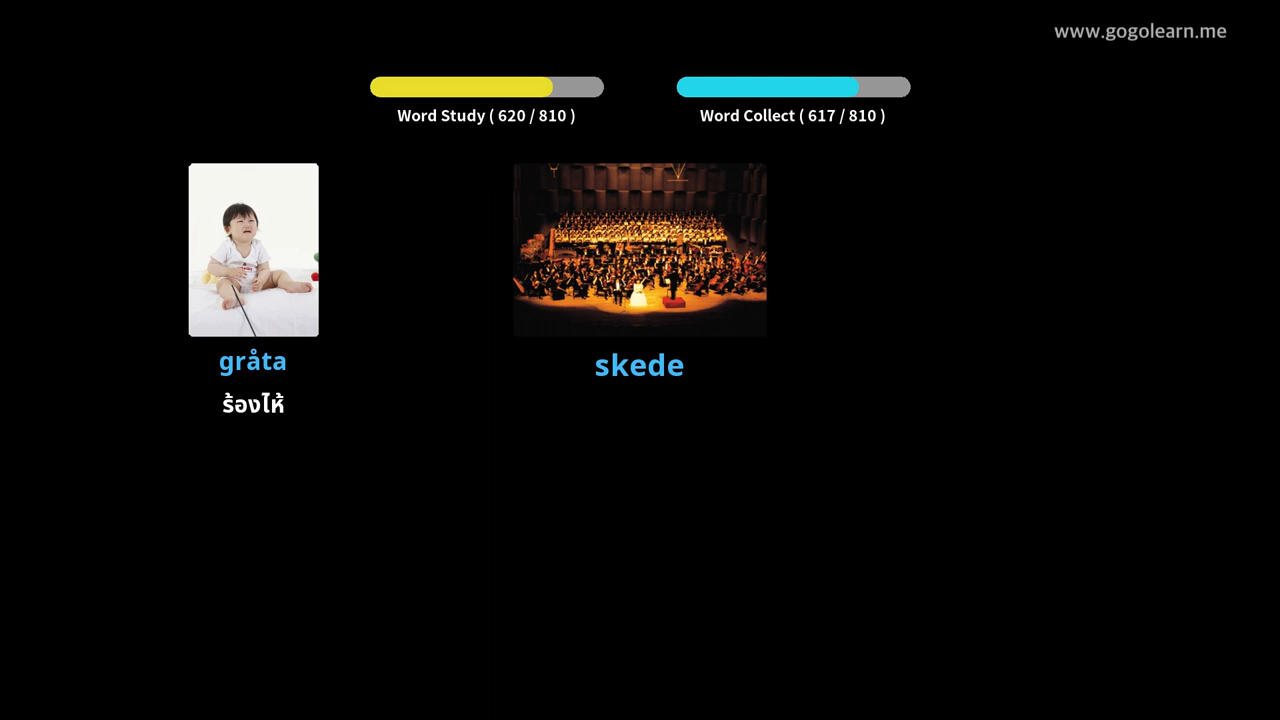 www.gogolearn.me
Word Study ( 620 / 810 )
Word Collect ( 617 / 810 )
gråta
ร้องไห้
skede